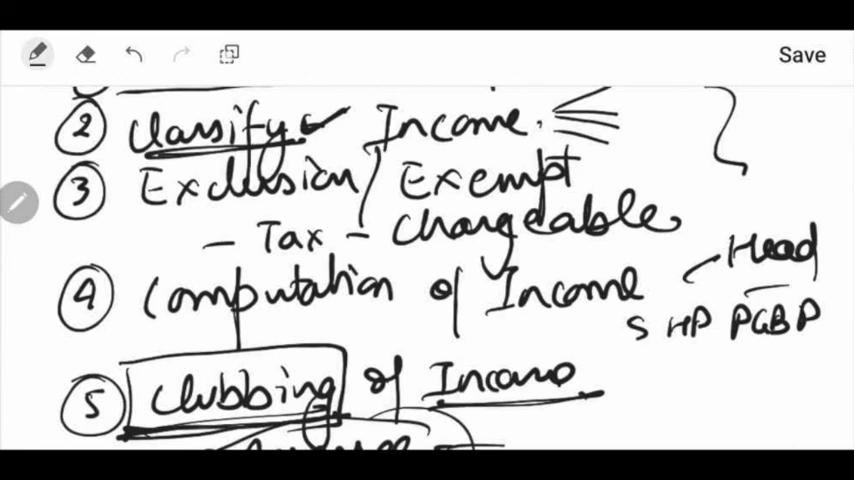 Save
② Classify ✓ Income.
③ Exclusion / Exempt
- Tax - Chargeable
④ Computation of Income Head
S HP PGBP
⑤ Clubbing of Income